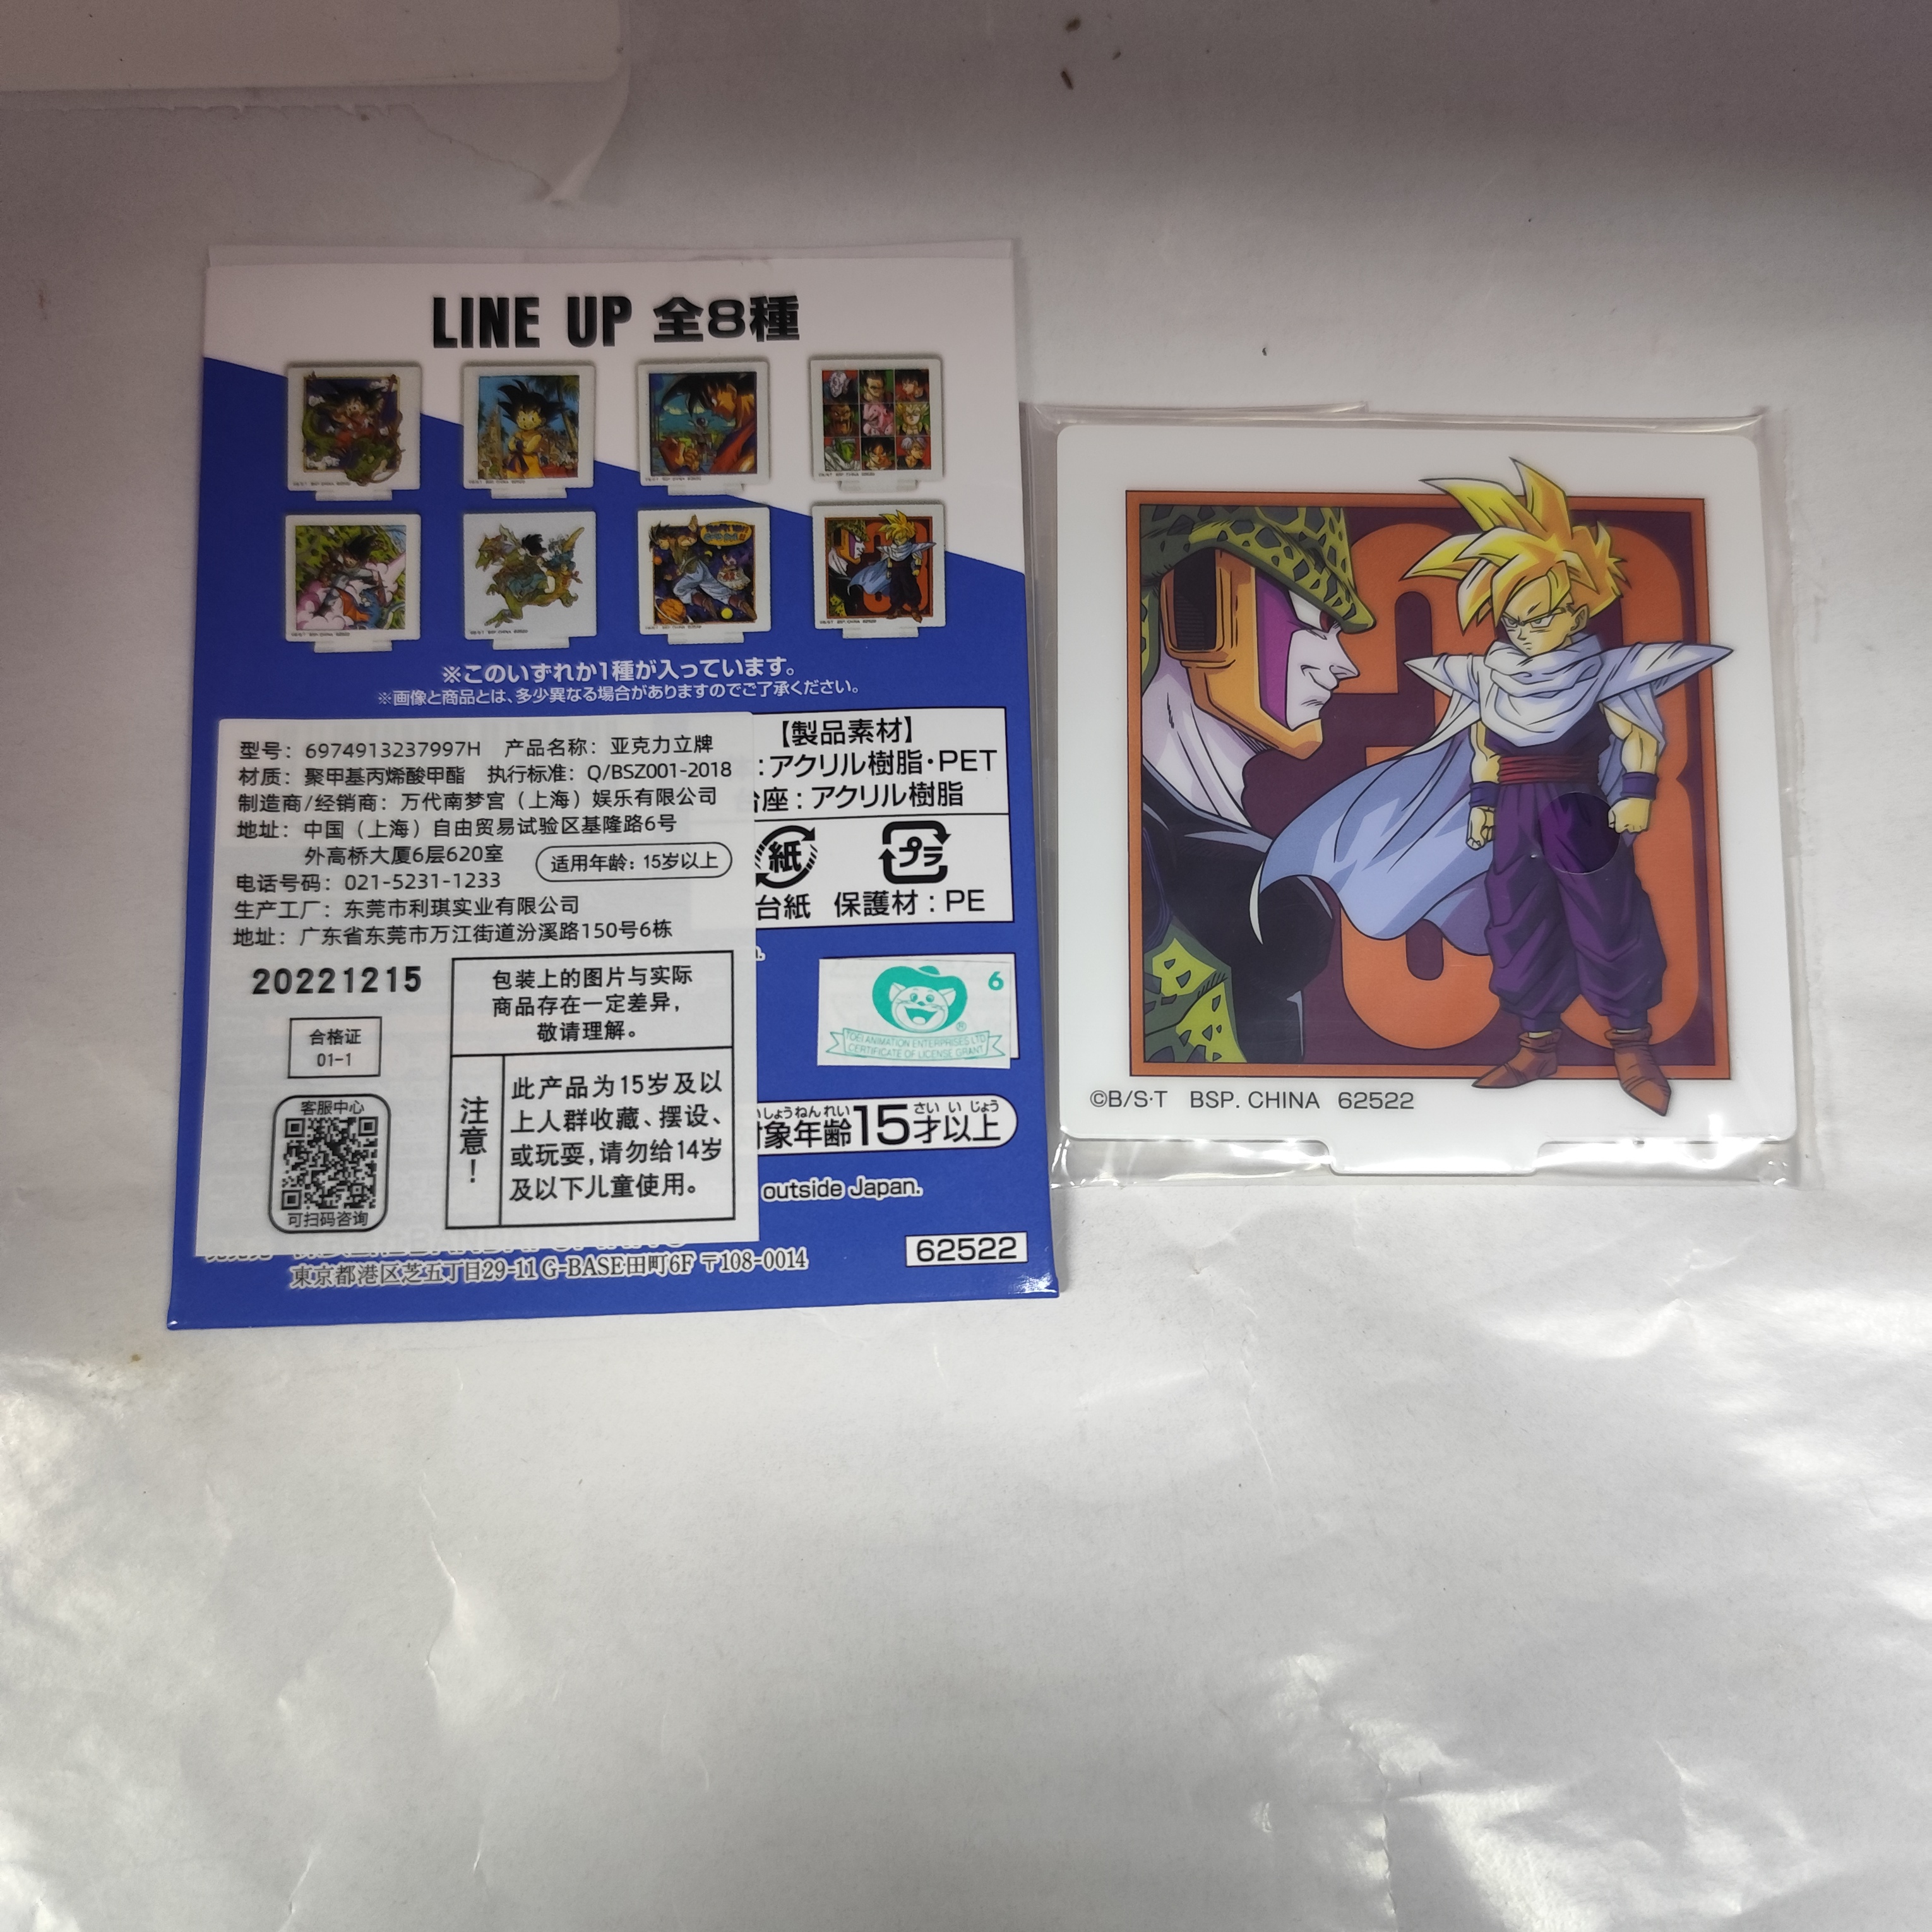 LINE UP 全8種
※このいずれか1種が入っています。
※画像と商品とは、多少異なる場合がありますのでご了承ください。
型号：6974913237997H 产品名称：亚克力立牌
材质：聚甲基丙烯酸甲酯 执行标准：Q/BSZ001-2018
制造商/经销商：万代南梦宫（上海）娱乐有限公司
地址：中国（上海）自由贸易试验区基隆路6号
外高桥大厦6层620室
适用年龄：15岁以上
电话号码：021-5231-1233
生产工厂：东莞市利琪实业有限公司
地址：广东省东莞市万江街道汾溪路150号6栋
20221215
合格证
01-1
客服中心
可扫码咨询
包装上的图片与实际
商品存在一定差异，
敬请理解。
注意！
此产品为15岁及以
上人群收藏、摆设、
或玩耍，请勿给14岁
及以下儿童使用。
【製品素材】
：アクリル樹脂・PET
台座：アクリル樹脂
紙
プラ
台紙 保護材：PE
6
TOEI ANIMATION ENTERPRISES LTD
CERTIFICATE OF LICENSE GRANT
対象年齢15才以上
さい いじょう
outside Japan.
東京都港区芝五丁目29-11 G-BASE田町6F 〒108-0014
62522
©B/S・T BSP. CHINA 62522